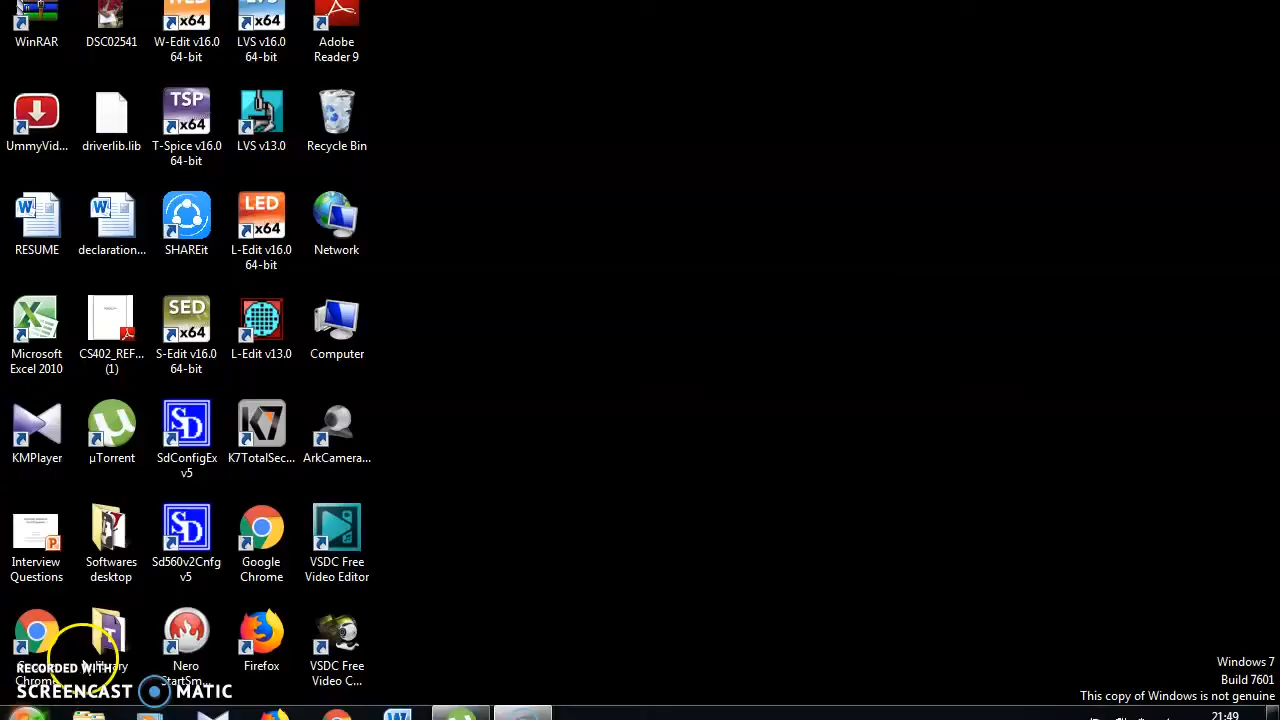 WinRAR
DSC02541
W-Edit v16.0
64-bit
LVS v16.0
64-bit
Adobe
Reader 9
x64
x64
UmmyVid...
driverlib.lib
TSP
x64
T-Spice v16.0
64-bit
LVS v13.0
Recycle Bin
W
RESUME
W
declaration...
SHAREit
LED
x64
L-Edit v16.0
64-bit
Network
Microsoft
Excel 2010
CS402_REF...
(1)
SED
x64
S-Edit v16.0
64-bit
L-Edit v13.0
Computer
KMPlayer
µTorrent
SD
SdConfigEx
v5
K7
K7TotalSec...
ArkCamera...
Interview
Questions
Softwares
desktop
SD
Sd560v2Cnfg
v5
Google
Chrome
VSDC Free
Video Editor
Nero
Firefox
VSDC Free
Video C...
RECORDED WITH
SCREENCAST MATIC
Windows 7
Build 7601
This copy of Windows is not genuine
21:49